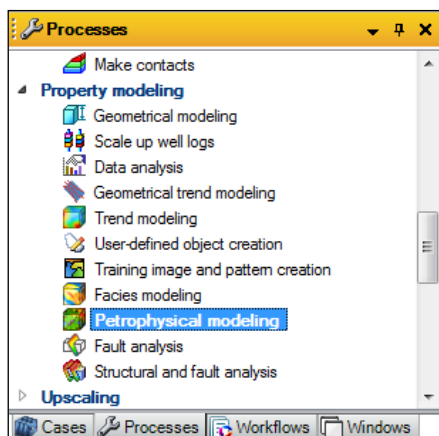 Processes
Make contacts
Property modeling
Geometrical modeling
Scale up well logs
Data analysis
Geometrical trend modeling
Trend modeling
User-defined object creation
Training image and pattern creation
Facies modeling
Petrophysical modeling
Fault analysis
Structural and fault analysis
Upscaling
Cases Processes Workflows Windows